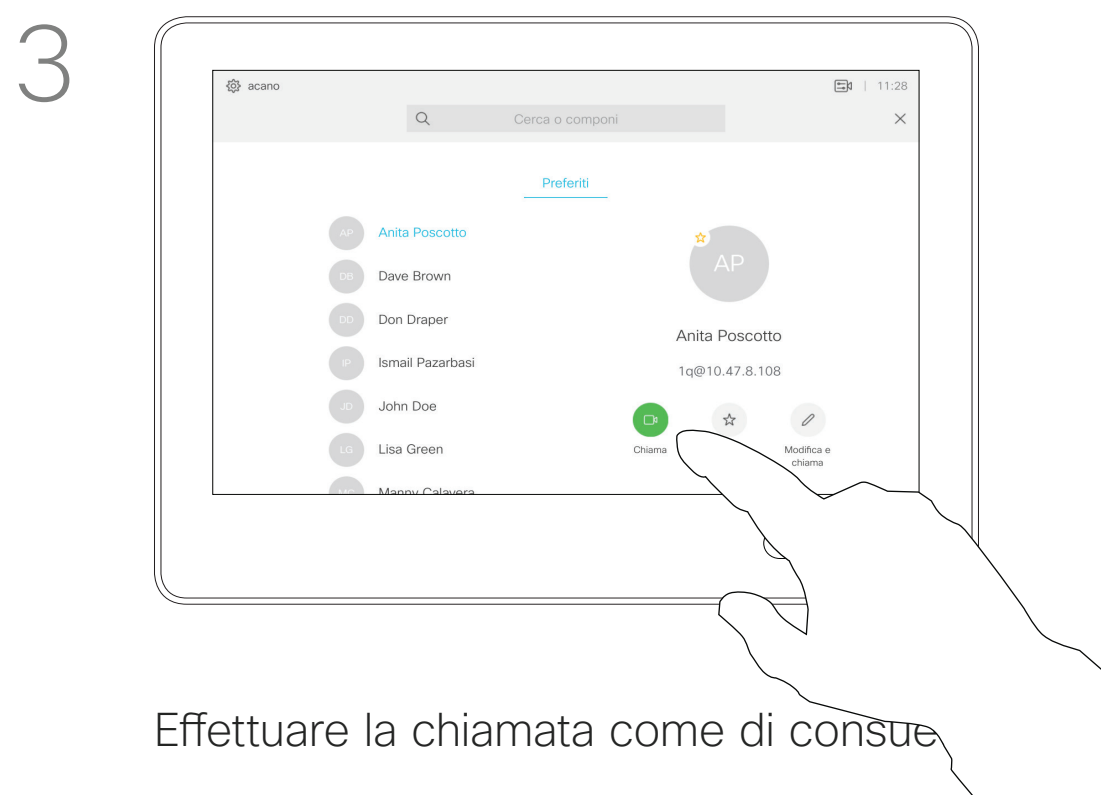 3
acano
11:28
Cerca o componi
Preferiti
AP Anita Poscotto
DB Dave Brown
DD Don Draper
IP Ismail Pazarbasi
JD John Doe
LG Lisa Green
Manny Calavera
AP
Anita Poscotto
1q@10.47.8.108
Chiama
Modifica e
chiama
Effettuare la chiamata come di